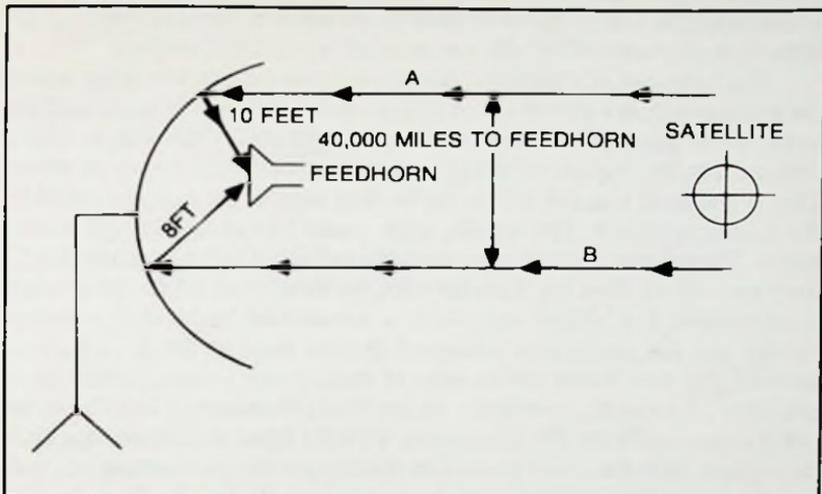 A
10 FEET
40,000 MILES TO FEEDHORN
SATELLITE
FEEDHORN
8FT
B